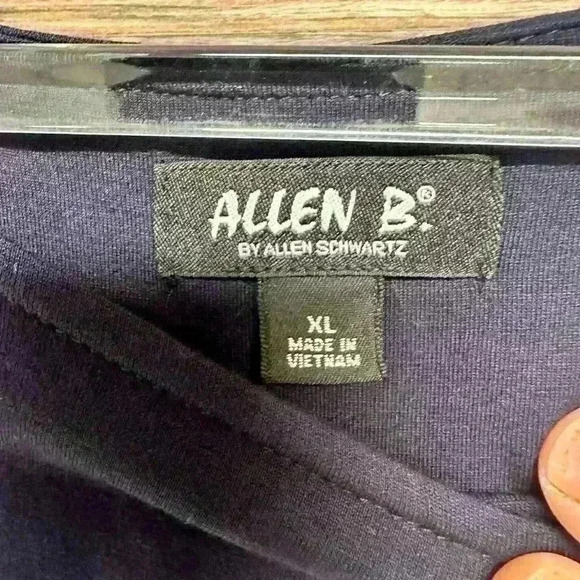 ALLEN B.®
BY ALLEN SCHWARTZ
XL
MADE IN
VIETNAM